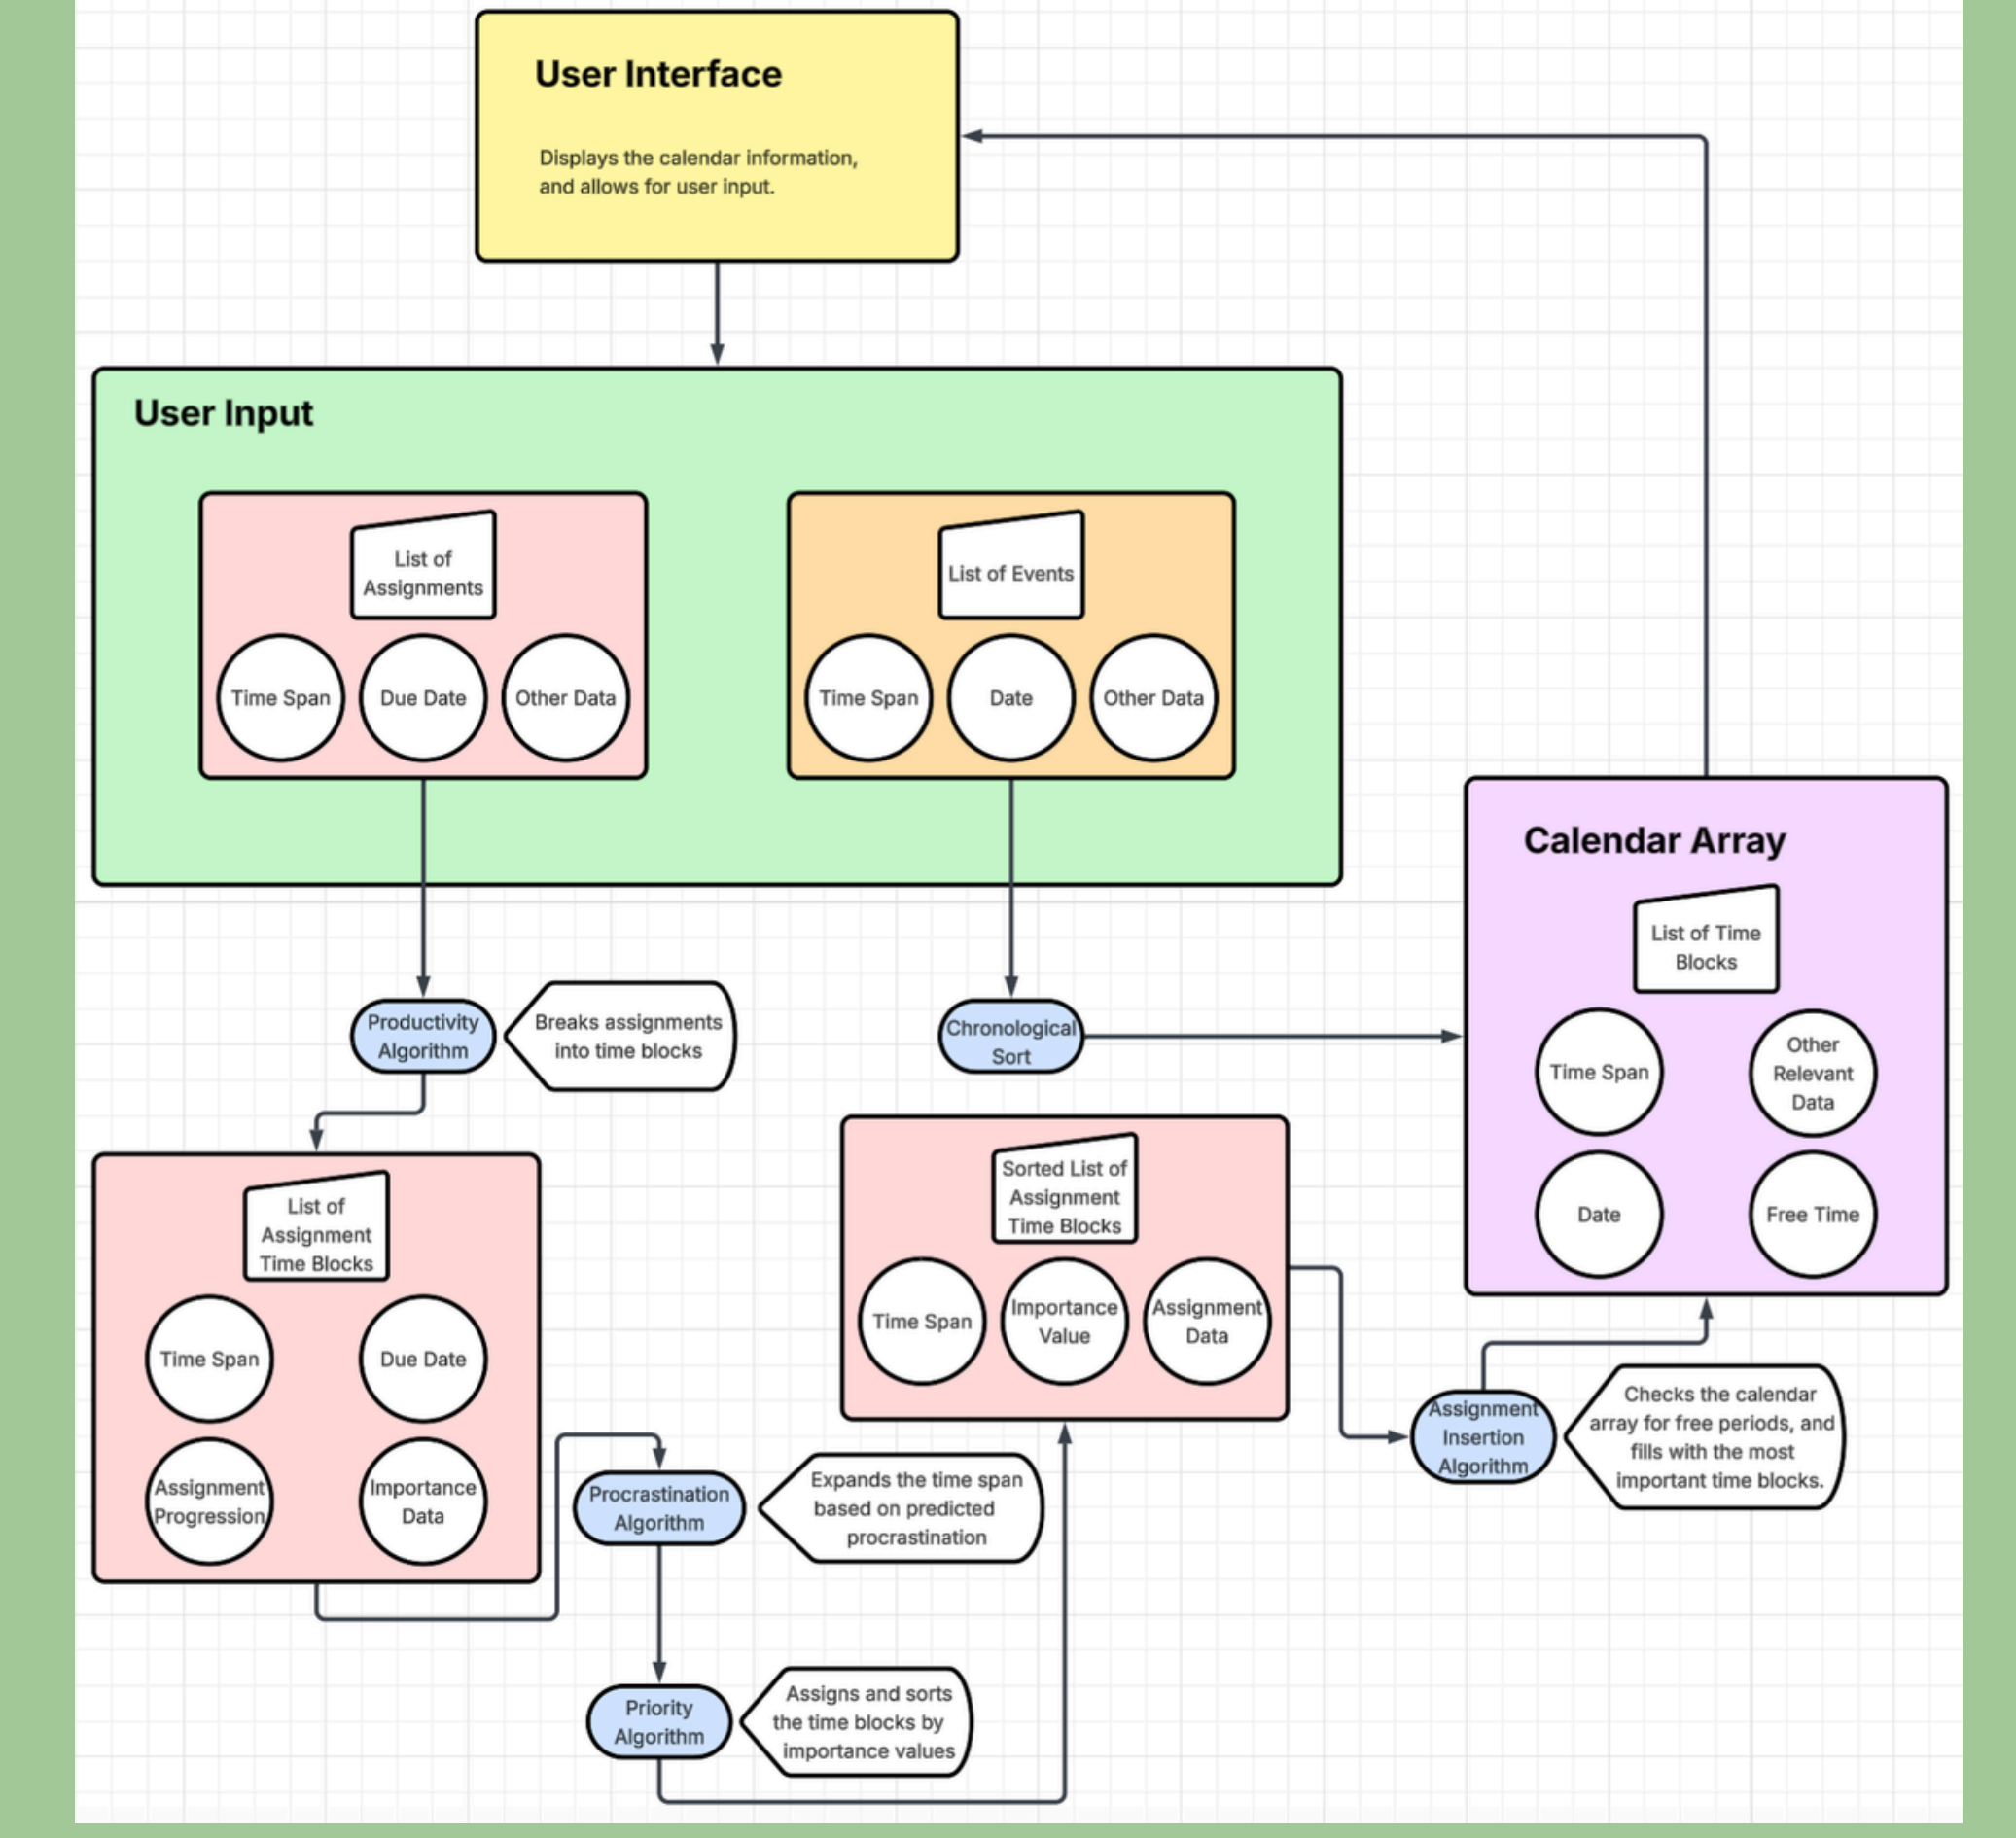 User Interface
Displays the calendar information,
and allows for user input.
User Input
List of
Assignments
Time Span
Due Date
Other Data
List of Events
Time Span
Date
Other Data
Calendar Array
List of Time
Blocks
Time Span
Other
Relevant
Data
Date
Free Time
Productivity
Algorithm
Breaks assignments
into time blocks
Chronological
Sort
List of
Assignment
Time Blocks
Time Span
Due Date
Assignment
Progression
Importance
Data
Sorted List of
Assignment
Time Blocks
Time Span
Importance
Value
Assignment
Data
Procrastination
Algorithm
Expands the time span
based on predicted
procrastination
Assignment
Insertion
Algorithm
Checks the calendar
array for free periods, and
fills with the most
important time blocks.
Priority
Algorithm
Assigns and sorts
the time blocks by
importance values